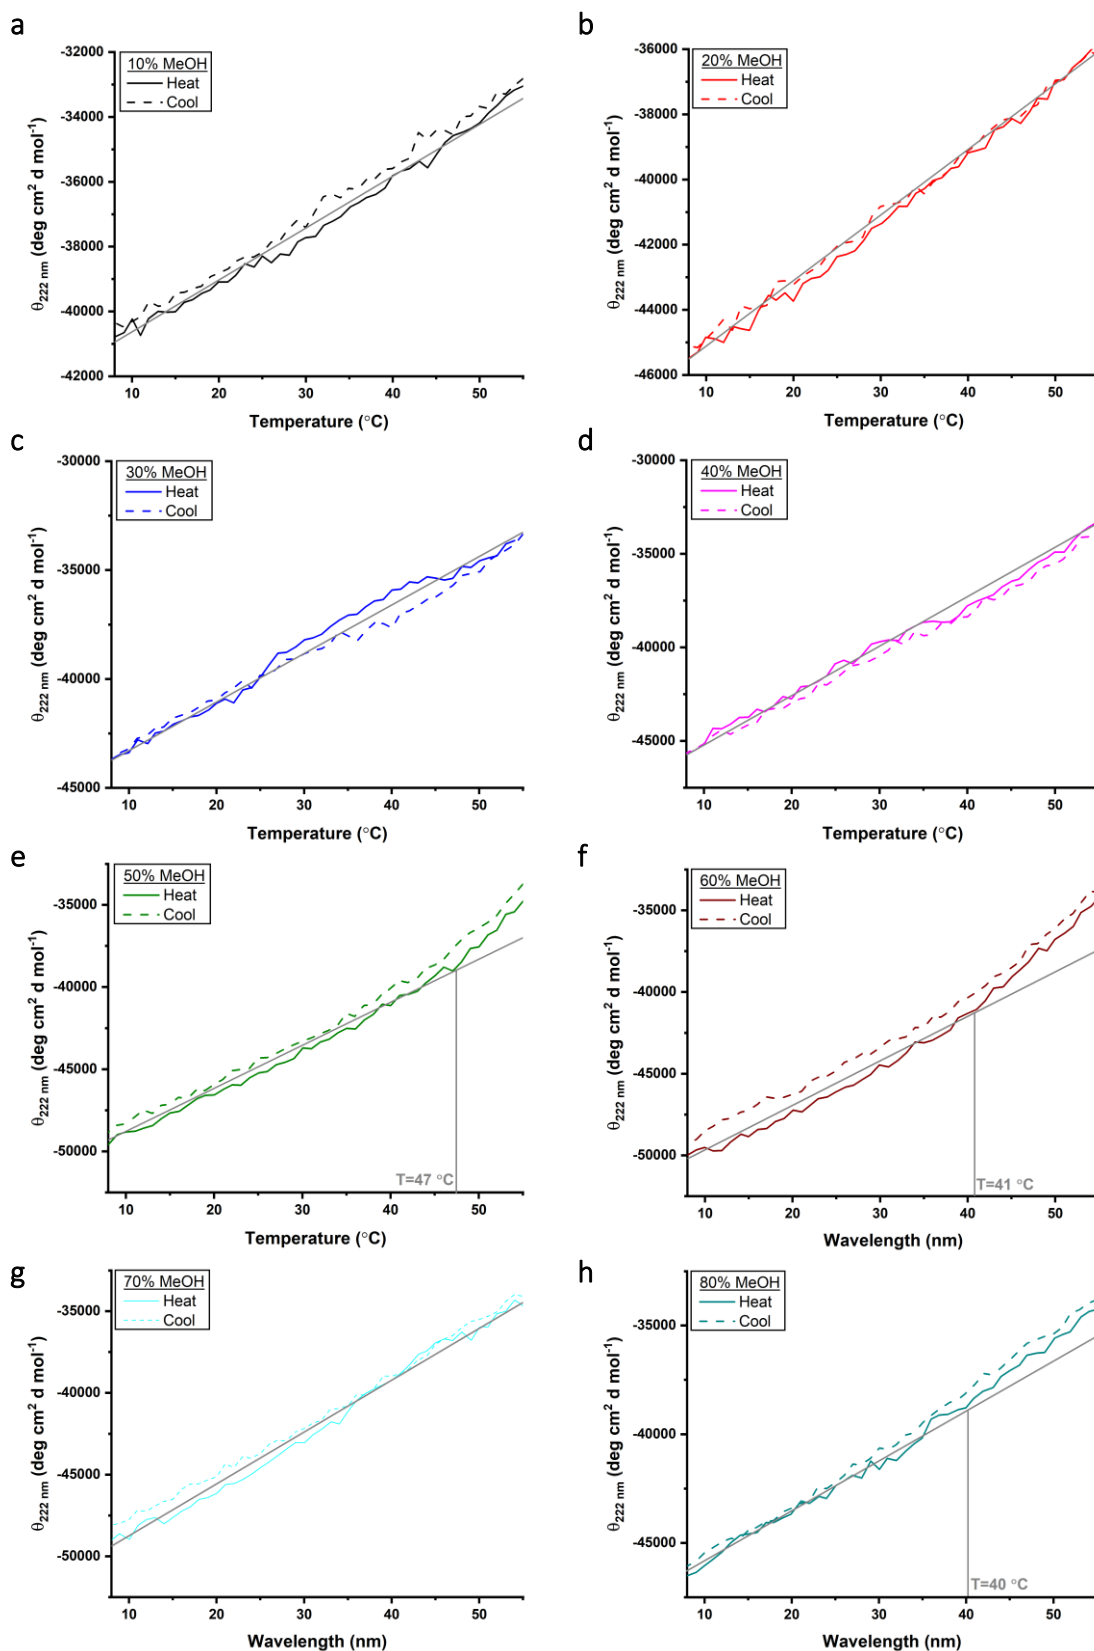 a
10% MeOH
Heat
Cool
-32000
-34000
-36000
-38000
-40000
-42000
θ222 nm (deg cm² d mol⁻¹)
10 20 30 40 50
Temperature (°C)
b
20% MeOH
Heat
Cool
-36000
-38000
-40000
-42000
-44000
-46000
θ222 nm (deg cm² d mol⁻¹)
10 20 30 40 50
Temperature (°C)
c
30% MeOH
Heat
Cool
-30000
-35000
-40000
-45000
θ222 nm (deg cm² d mol⁻¹)
10 20 30 40 50
Temperature (°C)
d
40% MeOH
Heat
Cool
-30000
-35000
-40000
-45000
θ222 nm (deg cm² d mol⁻¹)
10 20 30 40 50
Temperature (°C)
e
50% MeOH
Heat
Cool
-35000
-40000
-45000
-50000
θ222 nm (deg cm² d mol⁻¹)
T=47 °C
10 20 30 40 50
Temperature (°C)
f
60% MeOH
Heat
Cool
-35000
-40000
-45000
-50000
θ222 nm (deg cm² d mol⁻¹)
T=41 °C
10 20 30 40 50
Wavelength (nm)
g
70% MeOH
Heat
Cool
-35000
-40000
-45000
-50000
θ222 nm (deg cm² d mol⁻¹)
10 20 30 40 50
Wavelength (nm)
h
80% MeOH
Heat
Cool
-35000
-40000
-45000
θ222 nm (deg cm² d mol⁻¹)
T=40 °C
10 20 30 40 50
Wavelength (nm)